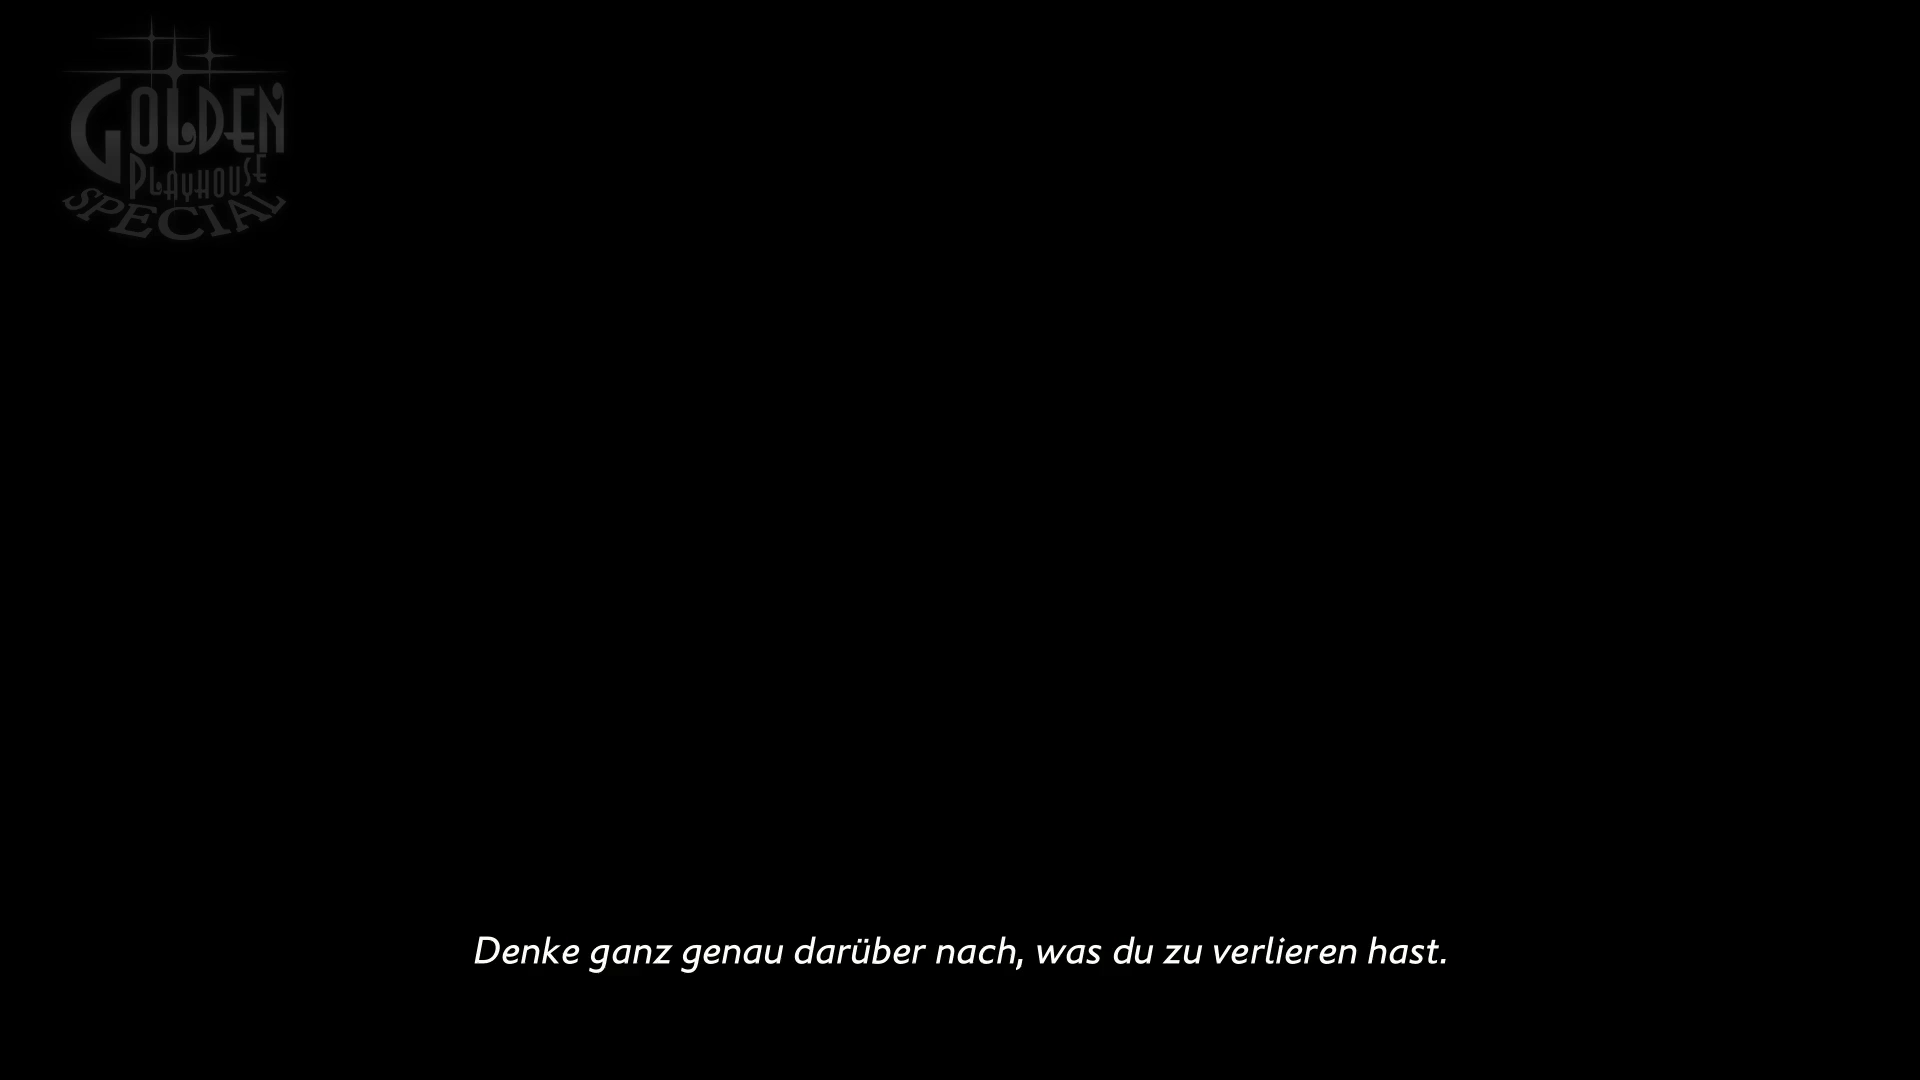 GOLDEN
PLAYHOUSE
SPECIAL
Denke ganz genau darüber nach, was du zu verlieren hast.